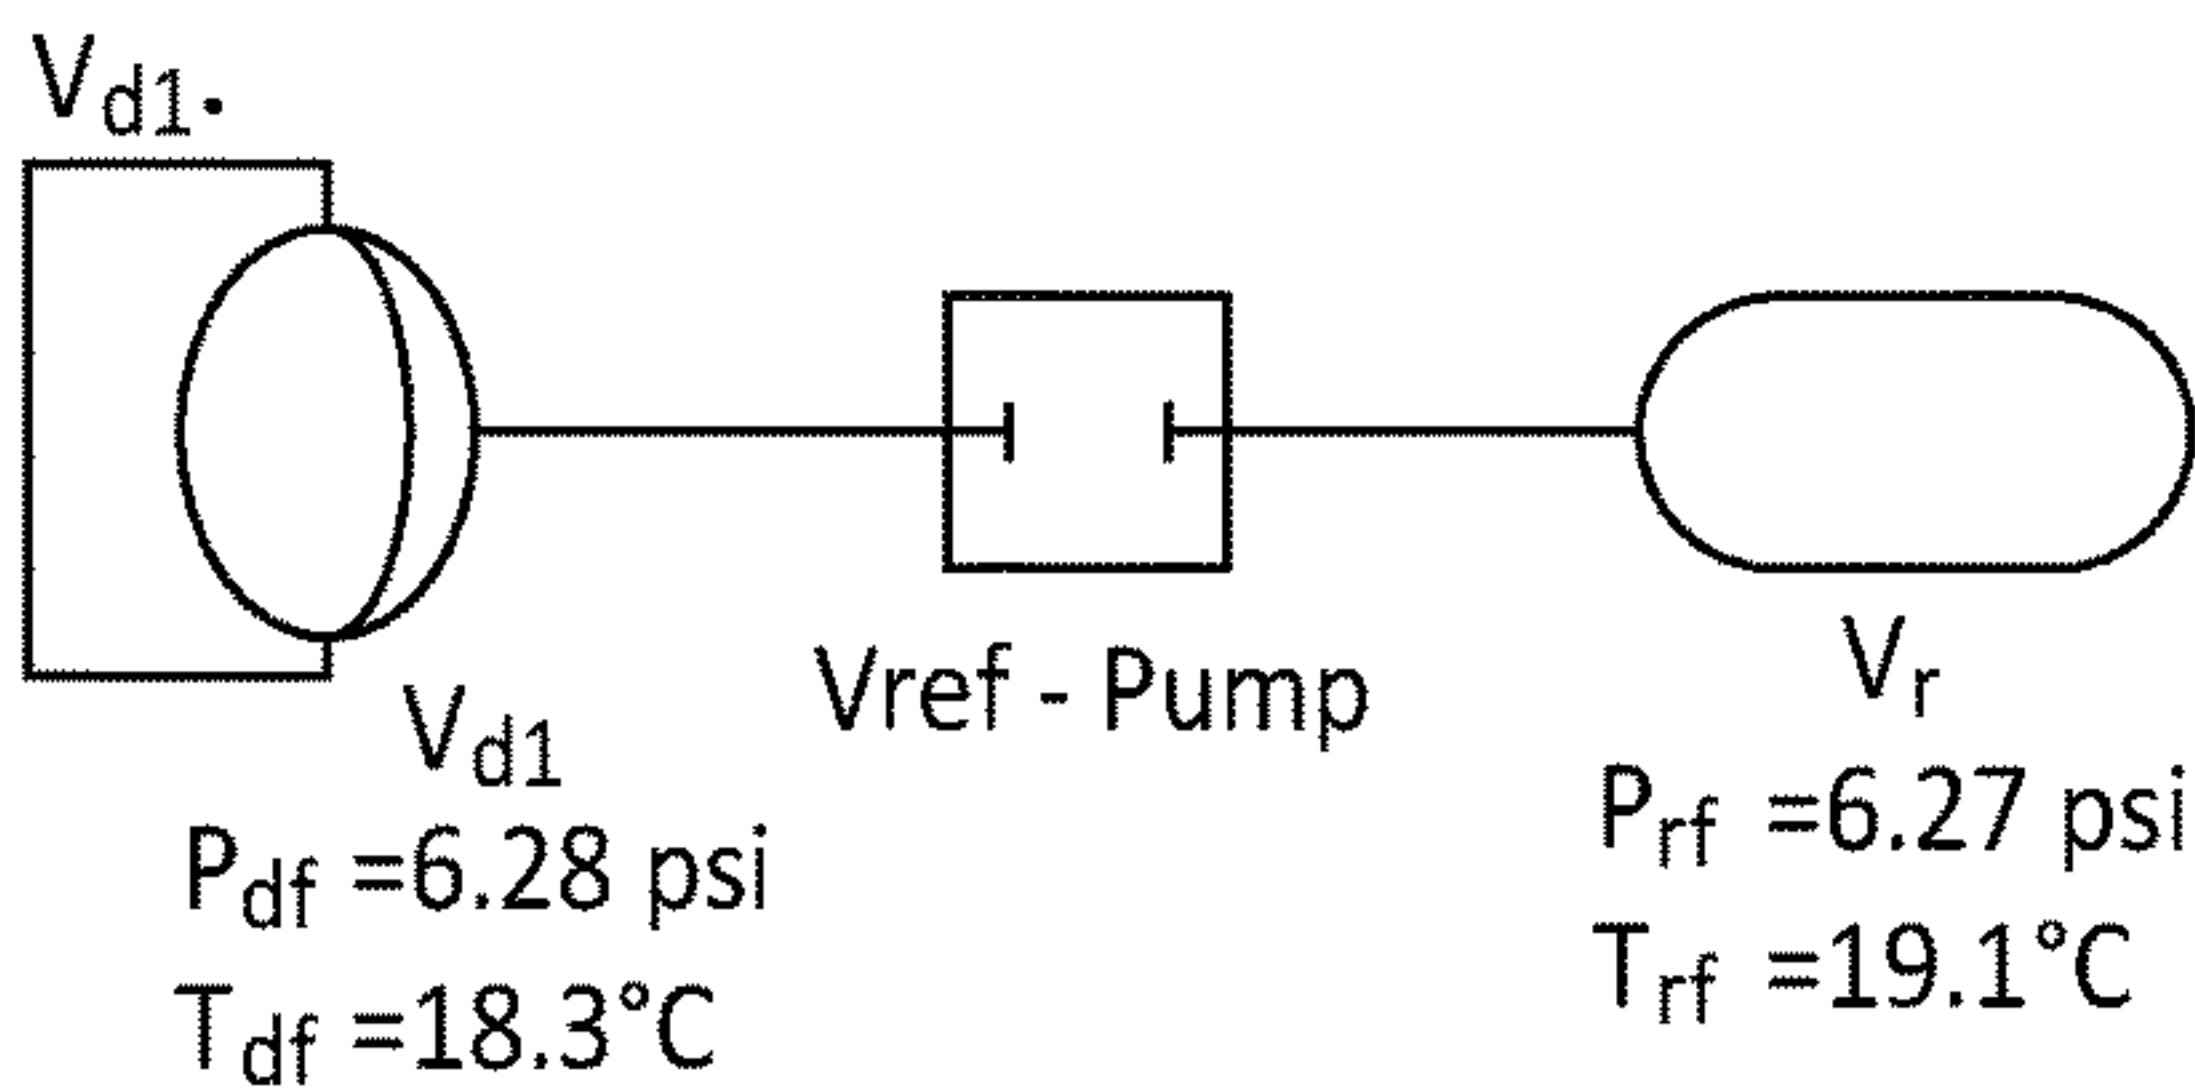 Vd1.
Vd1
Pdf =6.28 psi
Tdf =18.3°C
Vref - Pump
Vr
Prf =6.27 psi
Trf =19.1°C